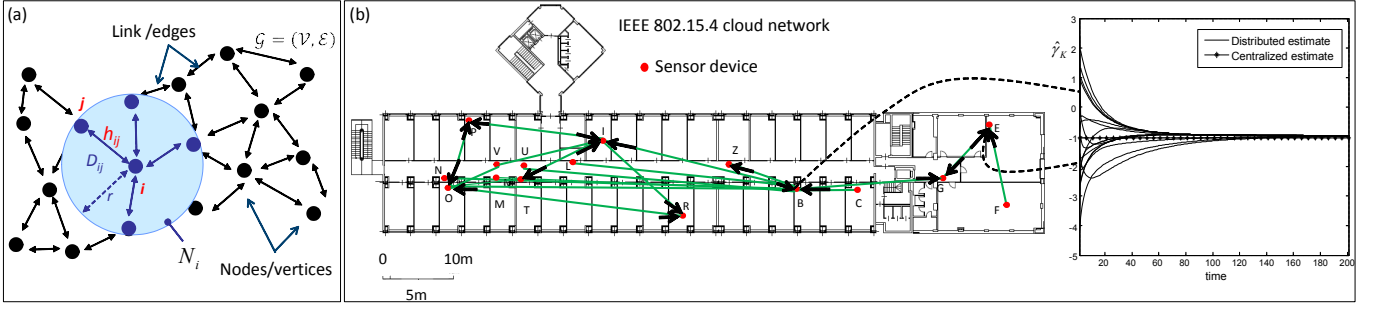 (a)
Link /edges
𝒢 = (𝒱, ℰ)
j
h_ij
D_ij
i
r
N_i
Nodes/vertices
(b)
IEEE 802.15.4 cloud network
Sensor device
P
I
E
V U
Z
N
O
M T
R
B
C
G
F
0 10m
5m
γ̂_K
Distributed estimate
Centralized estimate
3
2
1
0
-1
-2
-3
-4
-5
20 40 60 80 100 120 140 160 180 200
time